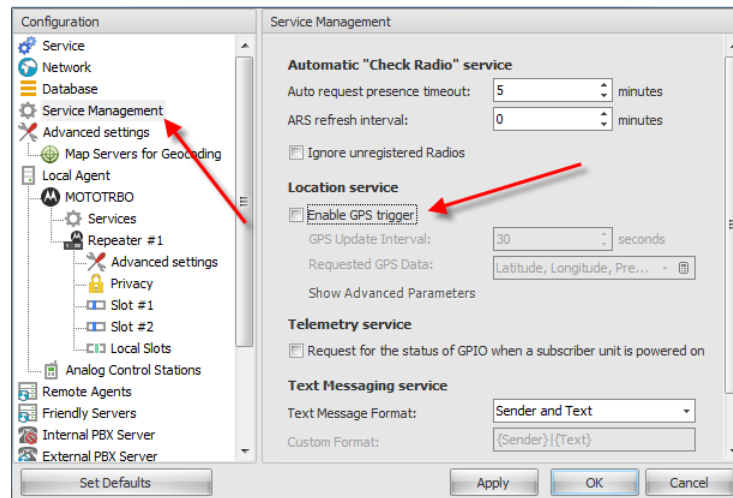 Configuration
Service
Network
Database
Service Management
Advanced settings
Map Servers for Geocoding
Local Agent
MOTOTRBO
Services
Repeater #1
Advanced settings
Privacy
Slot #1
Slot #2
Local Slots
Analog Control Stations
Remote Agents
Friendly Servers
Internal PBX Server
External PBX Server
Set Defaults
Service Management
Automatic "Check Radio" service
Auto request presence timeout: 5 minutes
ARS refresh interval: 0 minutes
Ignore unregistered Radios
Location service
Enable GPS trigger
GPS Update Interval: 30 seconds
Requested GPS Data: Latitude, Longitude, Pre...
Show Advanced Parameters
Telemetry service
Request for the status of GPIO when a subscriber unit is powered on
Text Messaging service
Text Message Format: Sender and Text
Custom Format: {Sender}|{Text}
Apply OK Cancel